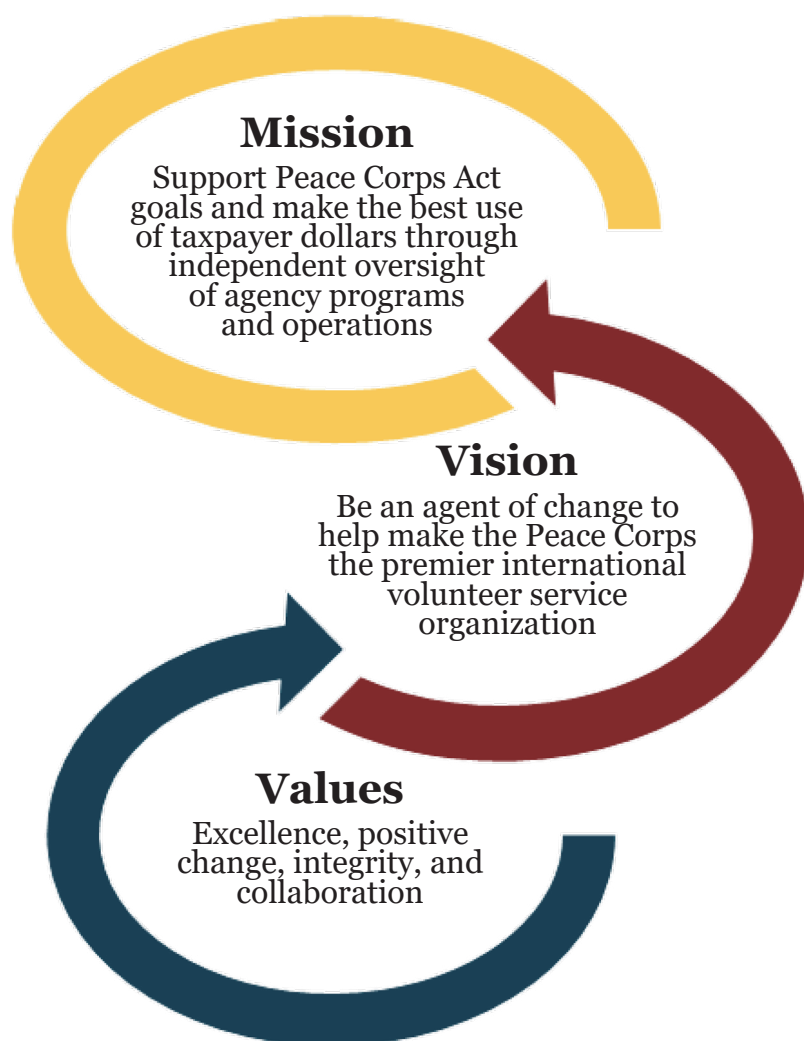 Mission
Support Peace Corps Act
goals and make the best use
of taxpayer dollars through
independent oversight
of agency programs
and operations
Vision
Be an agent of change to
help make the Peace Corps
the premier international
volunteer service
organization
Values
Excellence, positive
change, integrity, and
collaboration